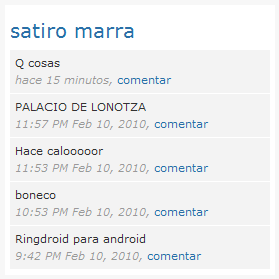 satiro marra
Q cosas
hace 15 minutos, comentar
PALACIO DE LONOTZA
11:57 PM Feb 10, 2010, comentar
Hace calooooor
11:53 PM Feb 10, 2010, comentar
boneco
10:53 PM Feb 10, 2010, comentar
Ringdroid para android
9:42 PM Feb 10, 2010, comentar